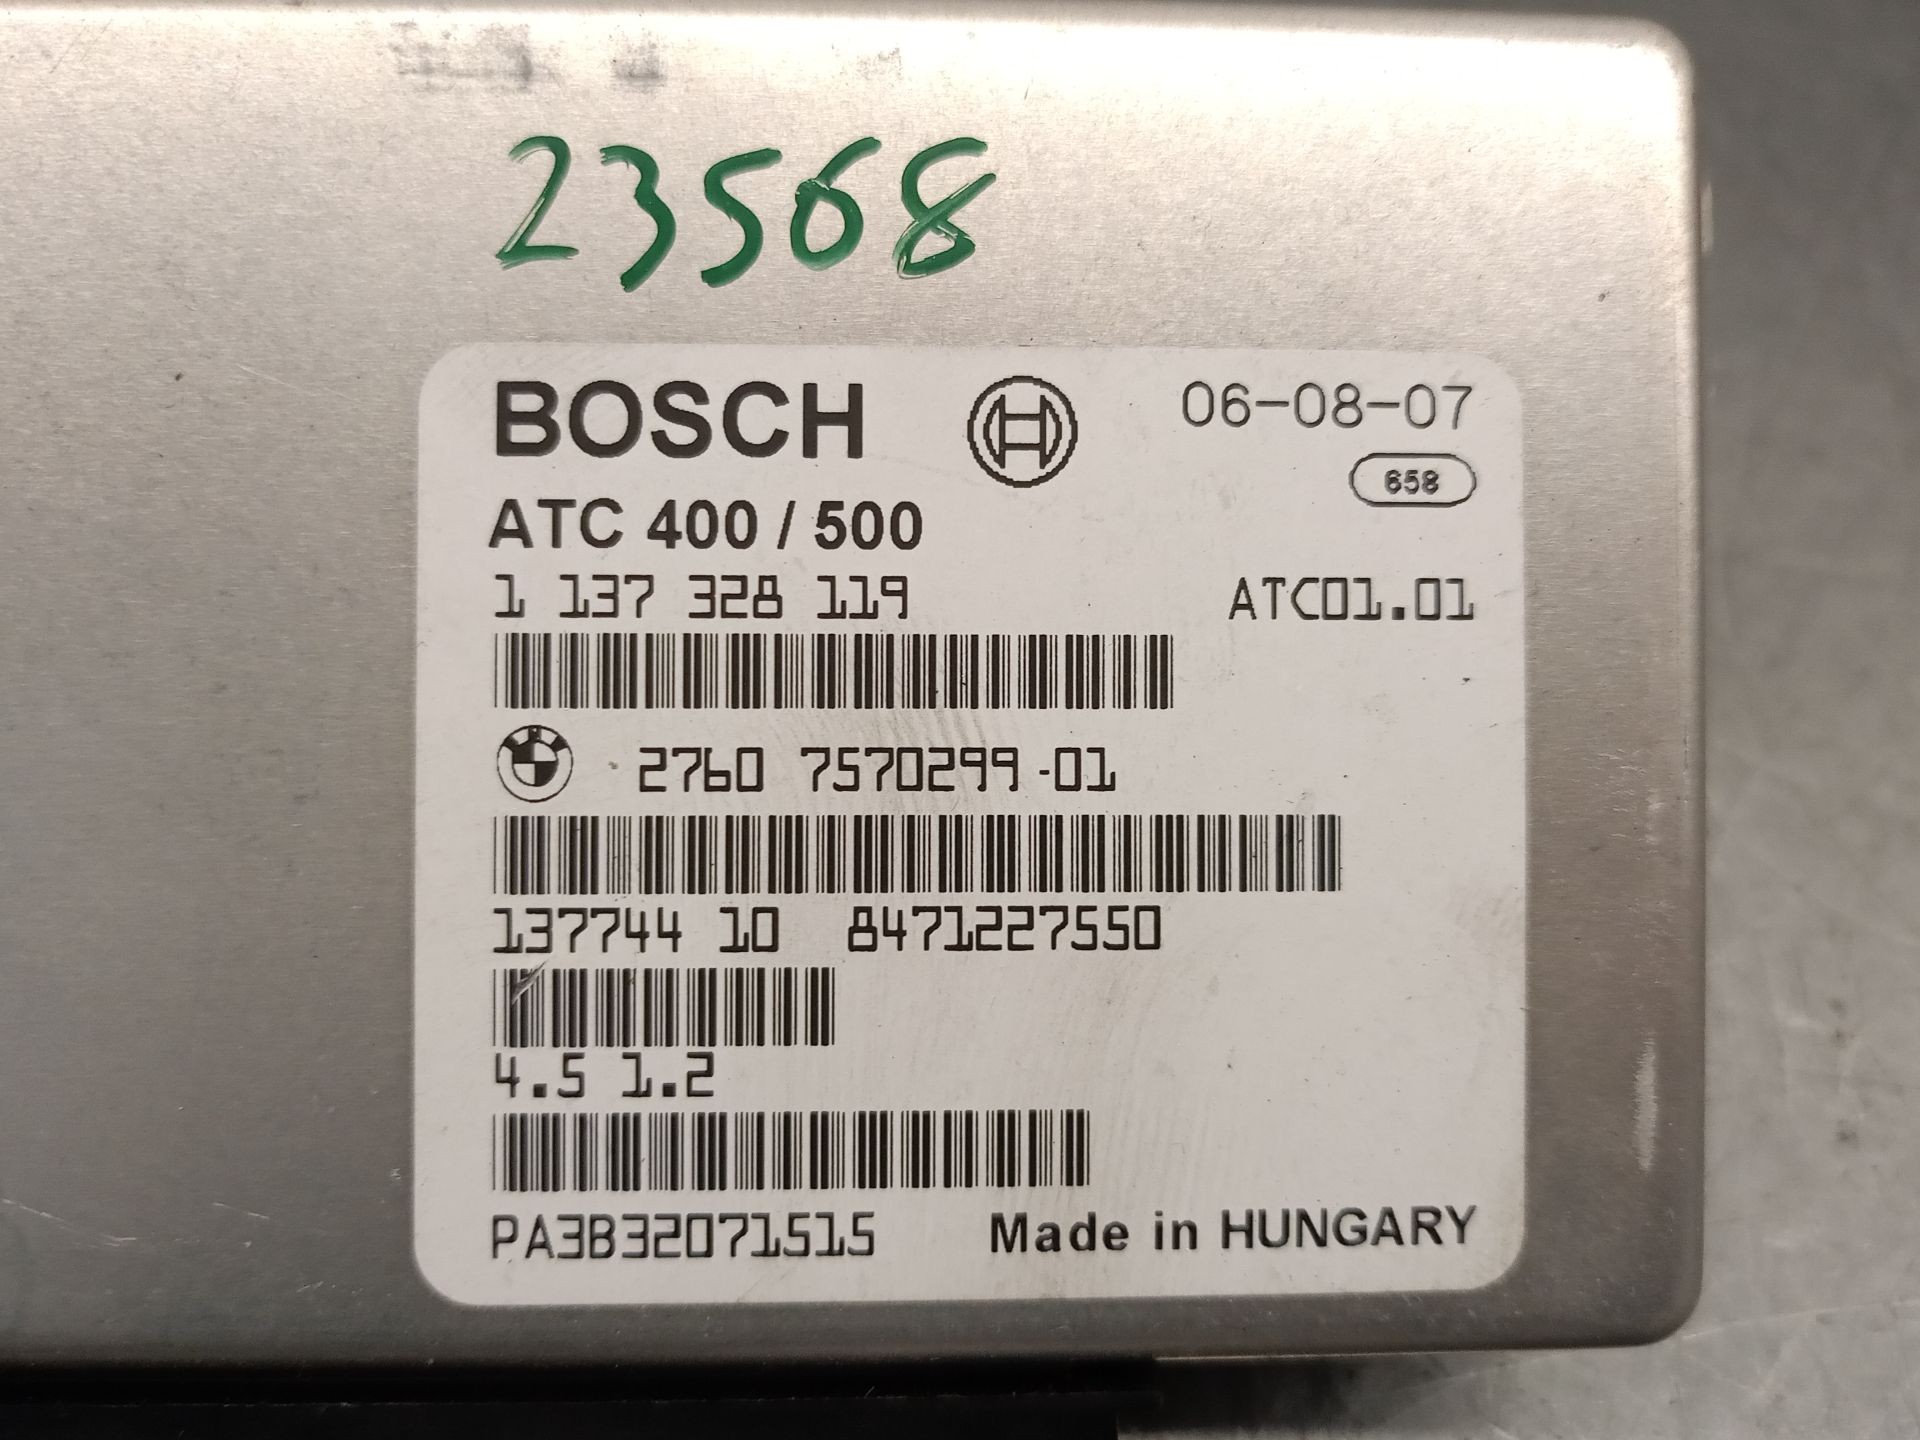 23568
BOSCH 06-08-07
658
ATC 400 / 500
1 137 328 119 ATC01.01
2760 7570299-01
137744 10 8471227550
4.5 1.2
PA3B32071515 Made in HUNGARY